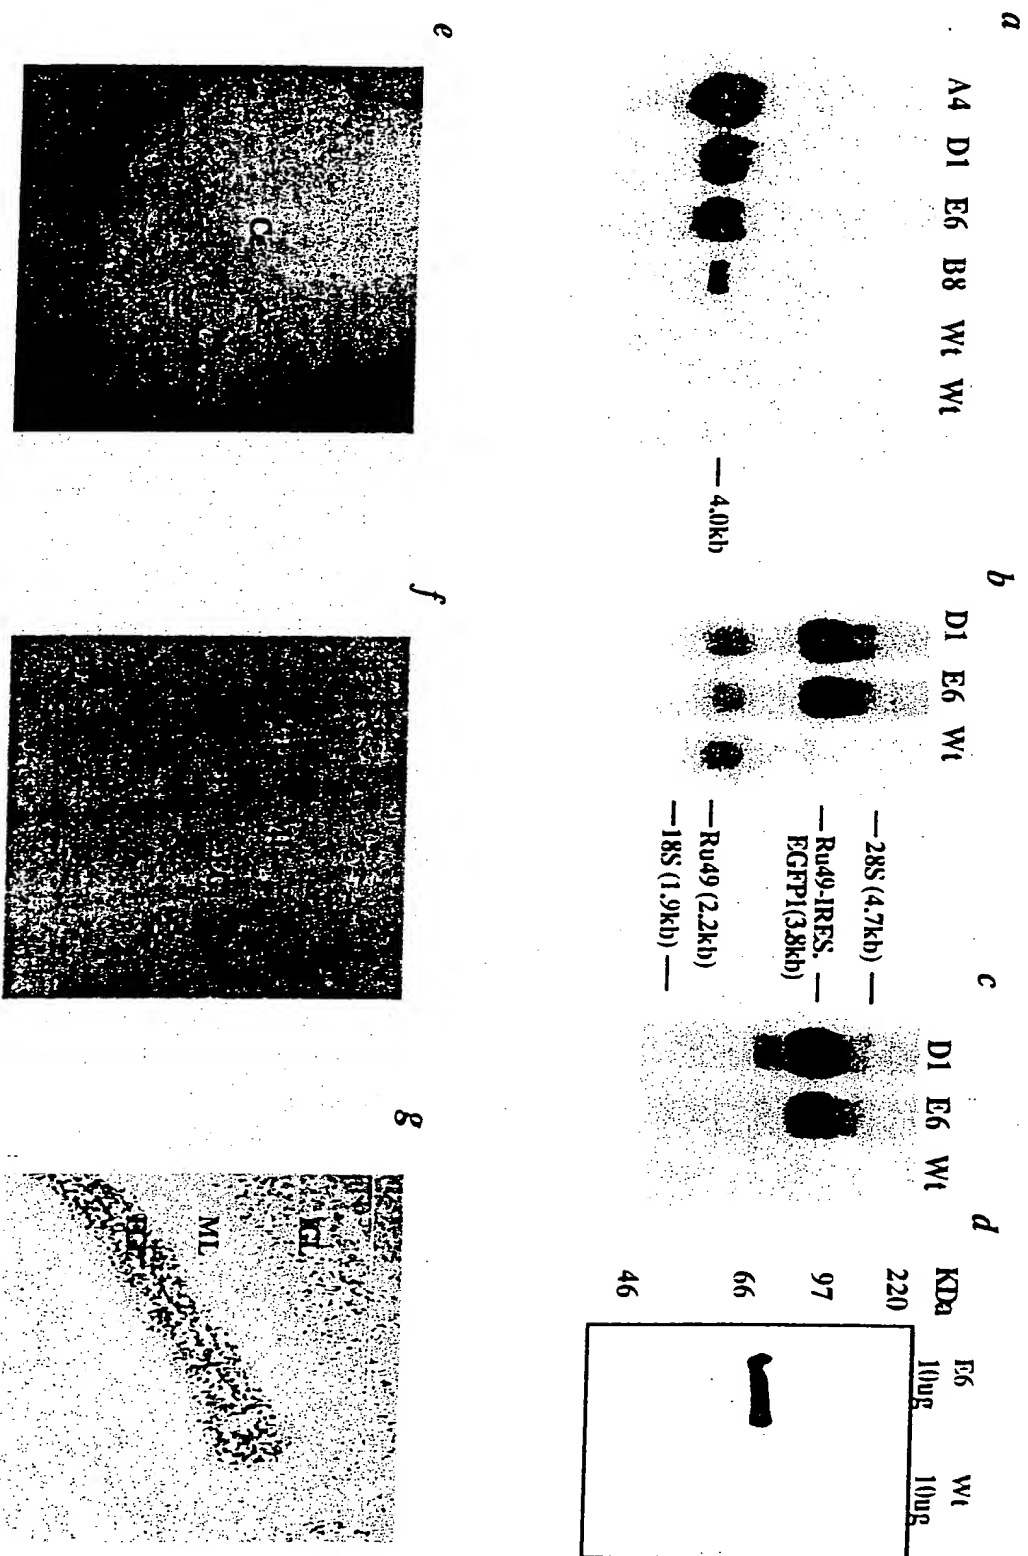 a
A4 D1 E6 B8 Wt Wt
— 4.0kb
b
D1 E6 Wt
— 28S (4.7kb) —
— Ru49-IRES. —
EGFP1(3.8kb)
— Ru49 (2.2kb)
— 18S (1.9kb) —
c
D1 E6 Wt
d
KDa
E6 Wt
10ug 10ug
220
97
66
46
e
C
f
g
IGL
ML
EGL